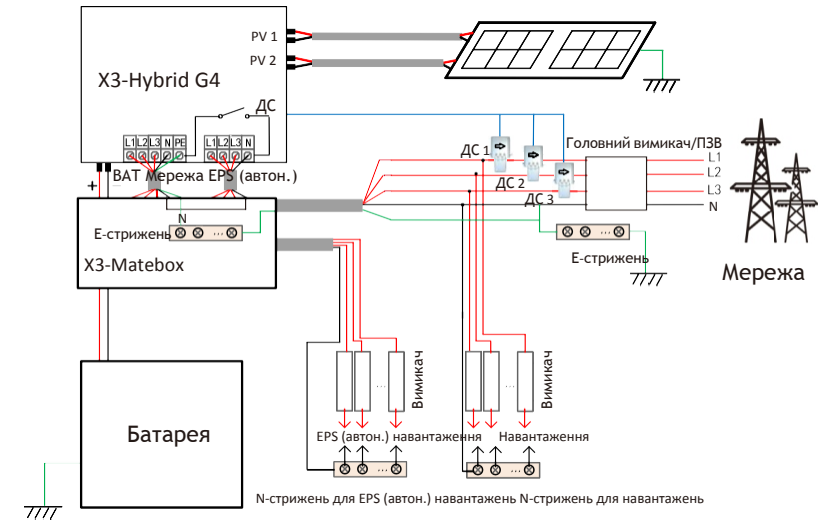 PV 1
PV 2
X3-Hybrid G4
ДС
L1 L2 L3 N PE
L1 L2 L3 N
BAT Мережа EPS (автон.)
+
–
ДС 1
ДС 2
ДС 3
Головний вимикач/ПЗВ
L1
L2
L3
N
N
Е-стрижень
...
X3-Matebox
...
Е-стрижень
Мережа
Батарея
...
Вимикач
...
Вимикач
EPS (автон.) навантаження
Навантаження
...
...
N-стрижень для EPS (автон.) навантажень N-стрижень для навантажень